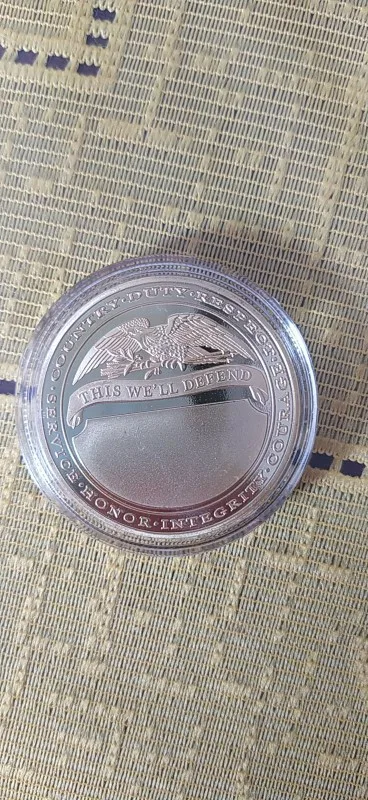 COUNTRY · DUTY · RESPECT · COURAGE · INTEGRITY · HONOR · SERVICE ·
THIS WE'LL DEFEND